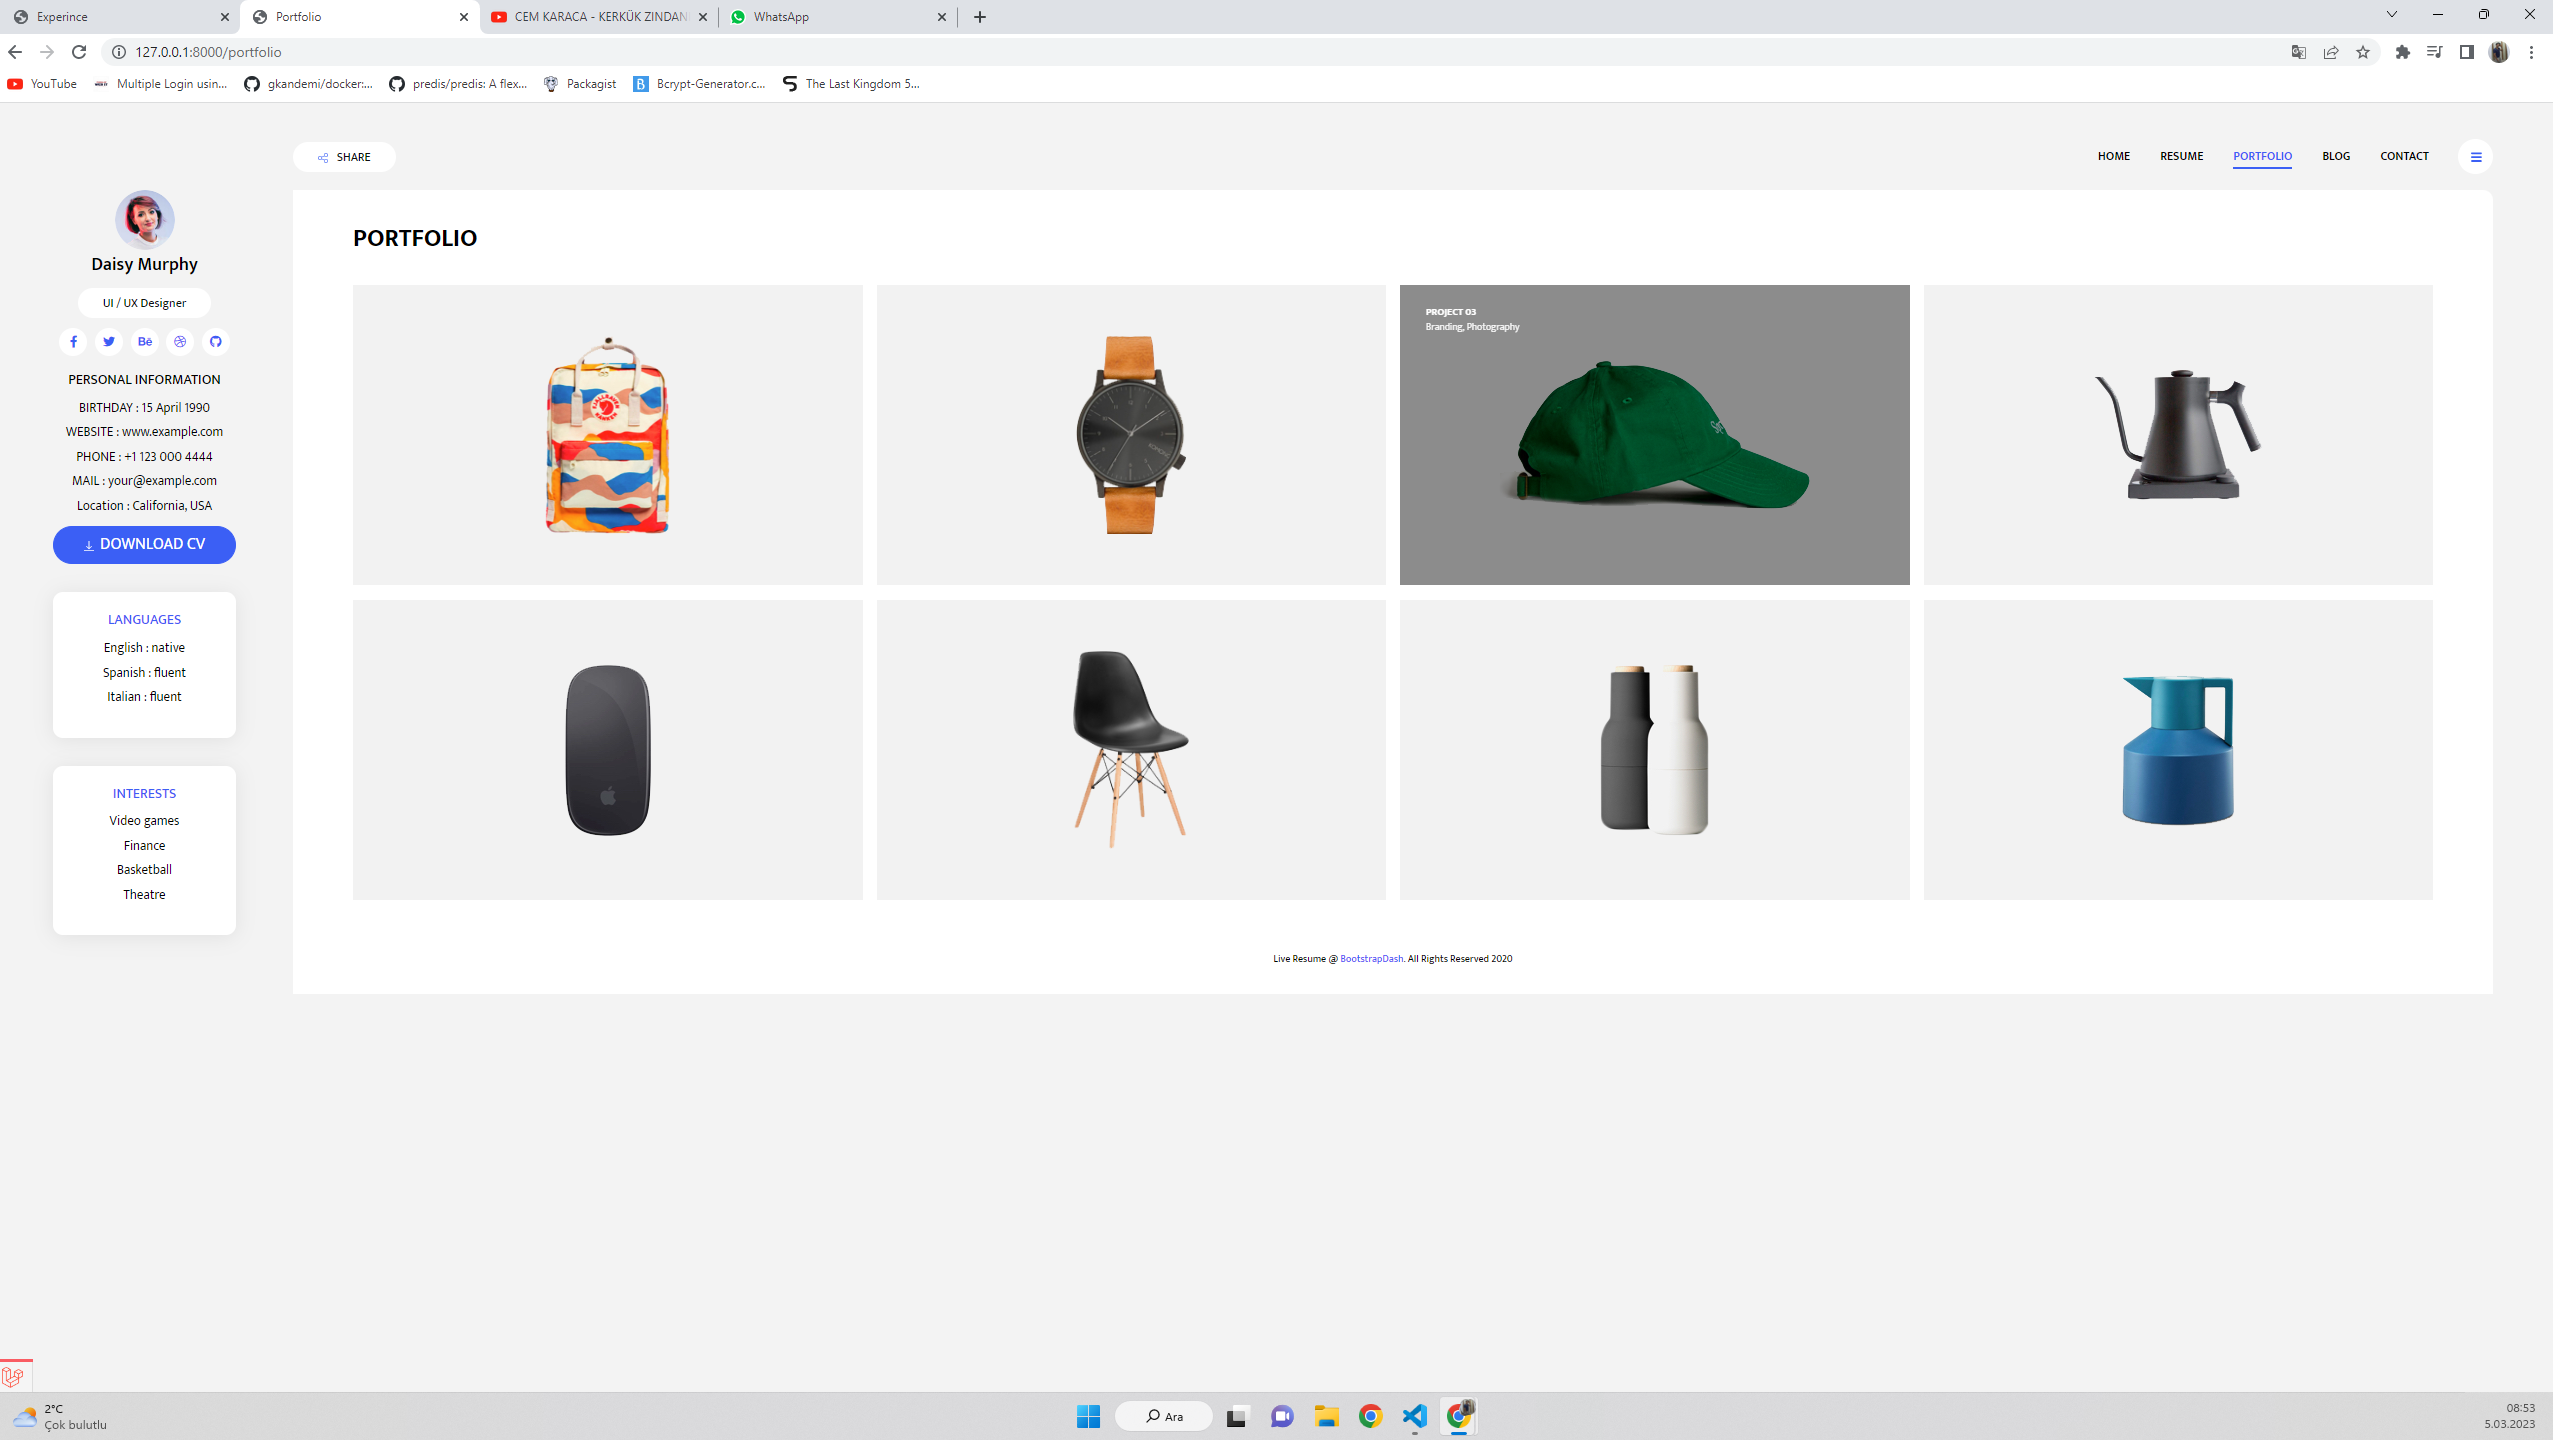 Experince
Portfolio
CEM KARACA - KERKÜK ZINDAN
WhatsApp
127.0.0.1:8000/portfolio
YouTube
Multiple Login usin...
gkandemi/docker:...
predis/predis: A flex...
Packagist
Bcrypt-Generator.c...
The Last Kingdom 5...
SHARE
HOME
RESUME
PORTFOLIO
BLOG
CONTACT
Daisy Murphy
UI / UX Designer
PERSONAL INFORMATION
BIRTHDAY : 15 April 1990
WEBSITE : www.example.com
PHONE : +1 123 000 4444
MAIL : your@example.com
Location : California, USA
DOWNLOAD CV
LANGUAGES
English : native
Spanish : fluent
Italian : fluent
INTERESTS
Video games
Finance
Basketball
Theatre
PORTFOLIO
PROJECT 03
Branding, Photography
Live Resume @ BootstrapDash. All Rights Reserved 2020
2°C
Çok bulutlu
Ara
08:53
5.03.2023